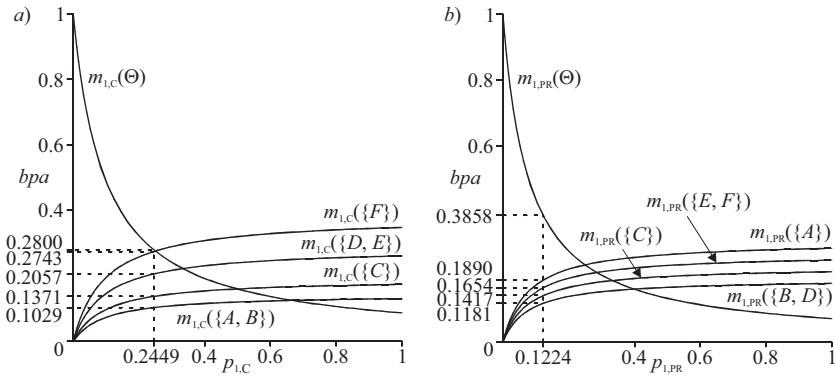 a)
1
m1,C(Θ)
0.8
0.6
bpa
0.4
m1,C({F})
0.2800
0.2743
m1,C({D, E})
0.2057
m1,C({C})
0.1371
0.1029
m1,C({A, B})
0
0.2449
0.4
p1,C
0.6
0.8
1
b)
1
m1,PR(Θ)
0.8
0.6
bpa
0.3858
m1,PR({E, F})
m1,PR({C})
m1,PR({A})
0.1890
0.1654
0.1417
0.1181
m1,PR({B, D})
0
0.1224
0.4
p1,PR
0.6
0.8
1